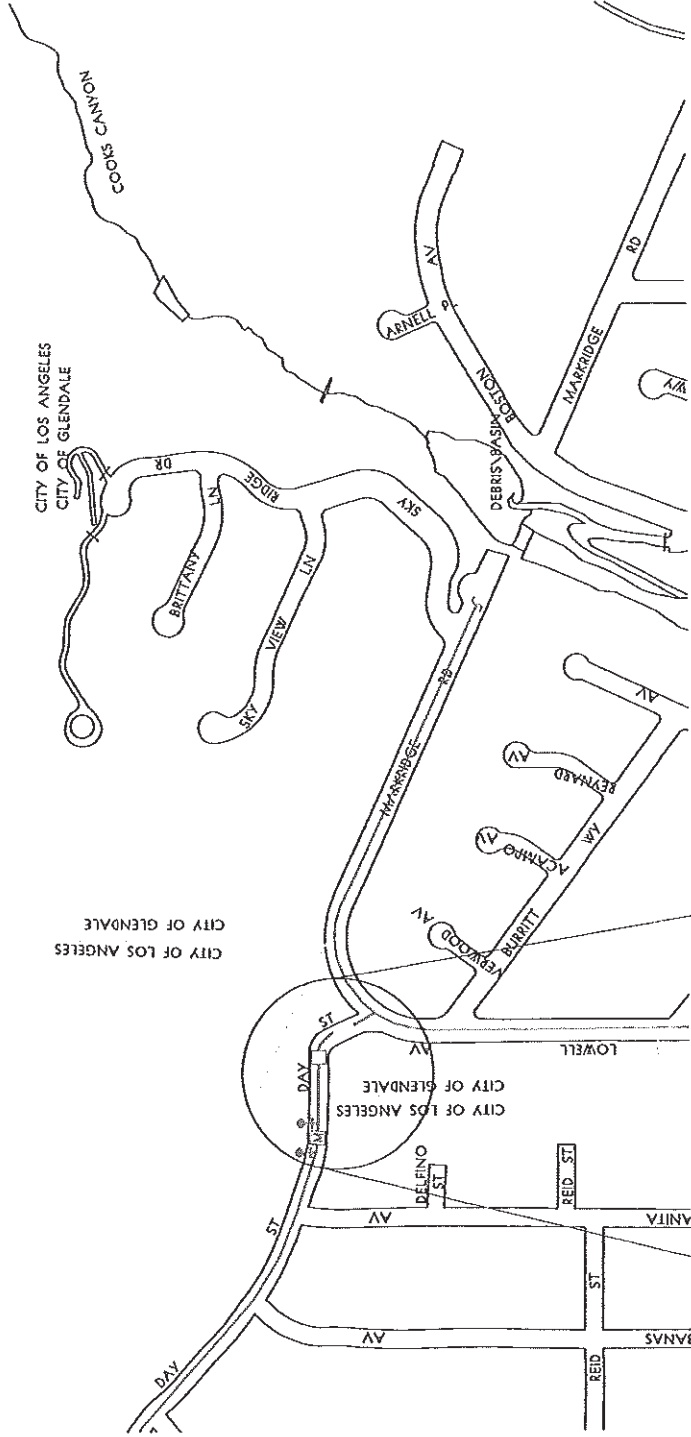 COOKS CANYON
CITY OF LOS ANGELES
CITY OF GLENDALE
DR
LN
BRITTANY
RIDGE
SKY
LN
VIEW
SKY
AV
ARNELL PL
BOSTON
RD
MARKRIDGE
WY
DEBRIS BASIN
RD
MARKRIDGE
AV
REYNARD
AV
ACAMPO
AV
VERWOOD
AV
WY
BURRITT
CITY OF LOS ANGELES
CITY OF GLENDALE
ST
DAY
AV
LOWELL
CITY OF LOS ANGELES
CITY OF GLENDALE
M
DELFINO
ST
REID ST
AV
ANITA
ST
ST
AV
REID
BANAS
DAY